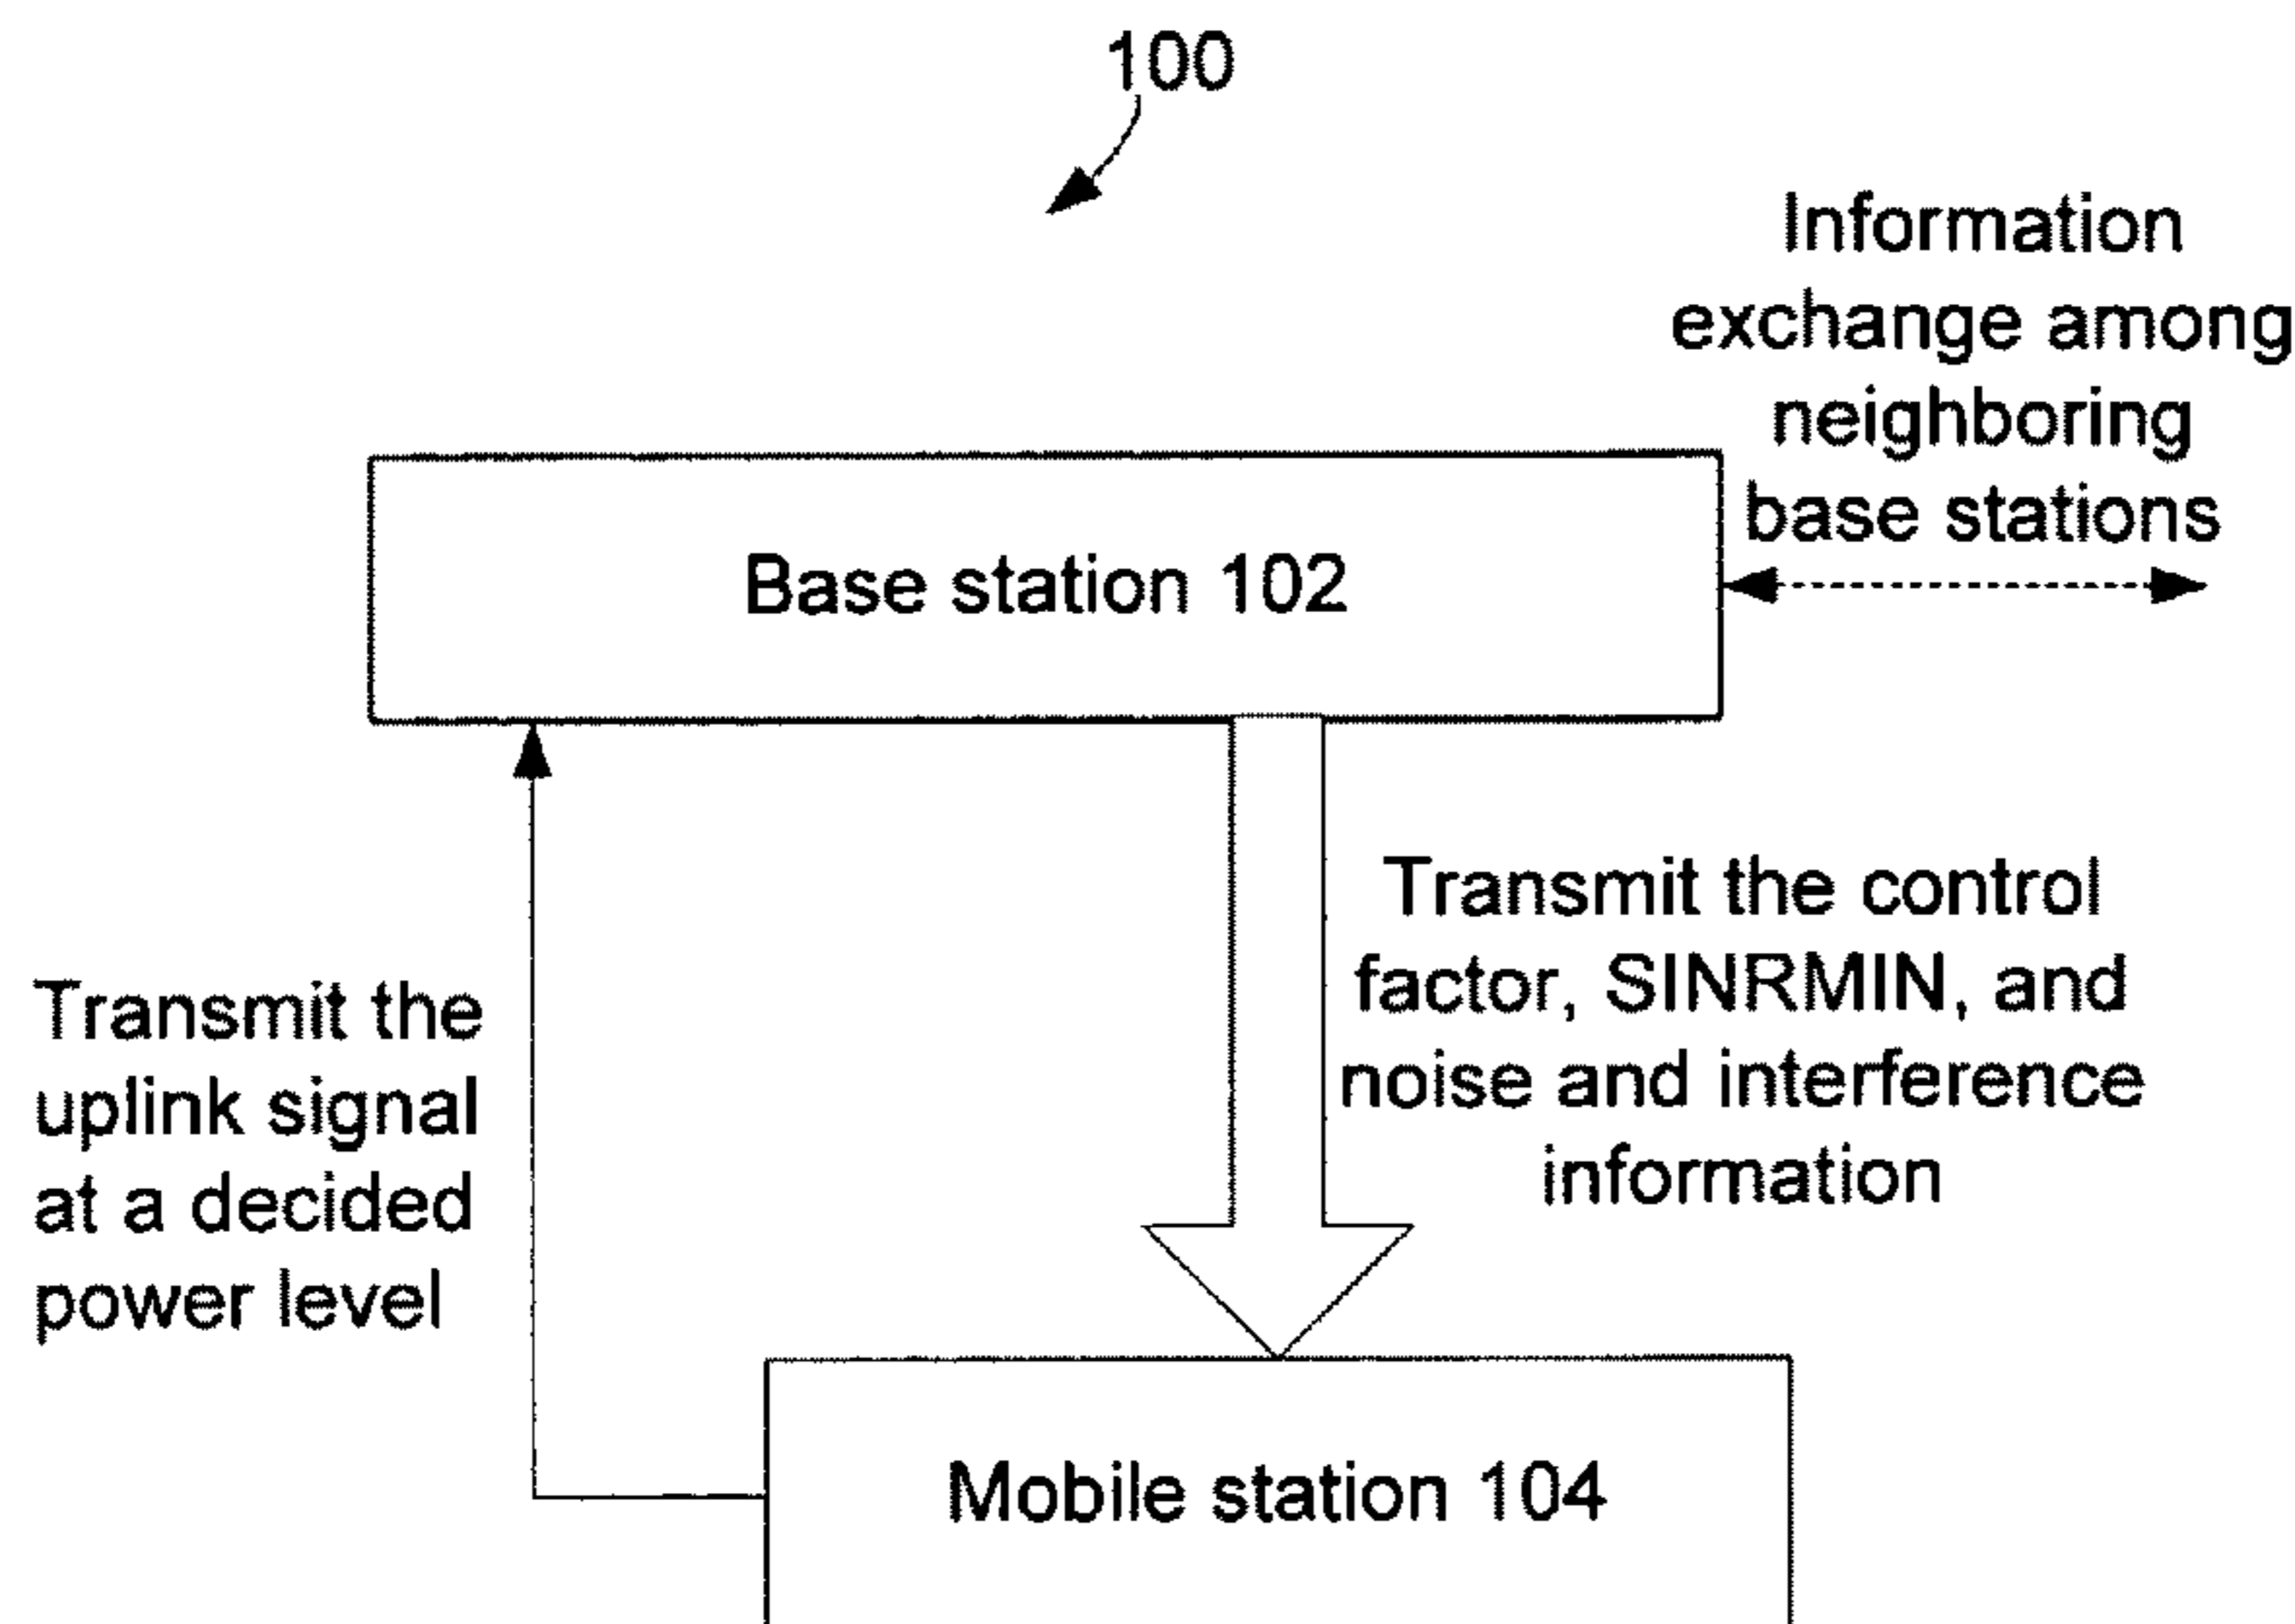 100
Information
exchange among
neighboring
base stations
Base station 102
Transmit the control
factor, SINRMIN, and
noise and interference
information
Transmit the
uplink signal
at a decided
power level
Mobile station 104